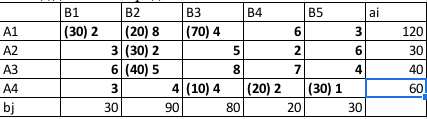 B1 B2 B3 B4 B5 ai
A1 (30) 2 (20) 8 (70) 4 6 3 120
A2 3 (30) 2 5 2 6 30
A3 6 (40) 5 8 7 4 40
A4 3 4 (10) 4 (20) 2 (30) 1 60
bj 30 90 80 20 30